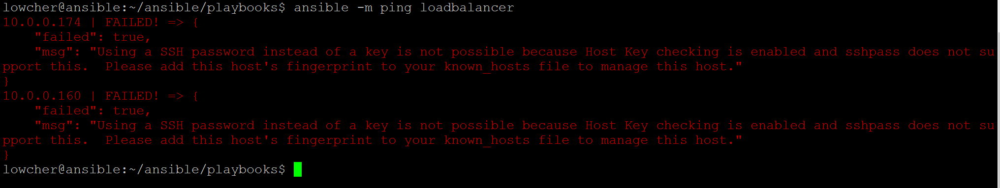 lowcher@ansible:~/ansible/playbooks$ ansible -m ping loadbalancer
10.0.0.174 | FAILED! => {
    "failed": true,
    "msg": "Using a SSH password instead of a key is not possible because Host Key checking is enabled and sshpass does not su
pport this.  Please add this host's fingerprint to your known_hosts file to manage this host."
}
10.0.0.160 | FAILED! => {
    "failed": true,
    "msg": "Using a SSH password instead of a key is not possible because Host Key checking is enabled and sshpass does not su
pport this.  Please add this host's fingerprint to your known_hosts file to manage this host."
}
lowcher@ansible:~/ansible/playbooks$